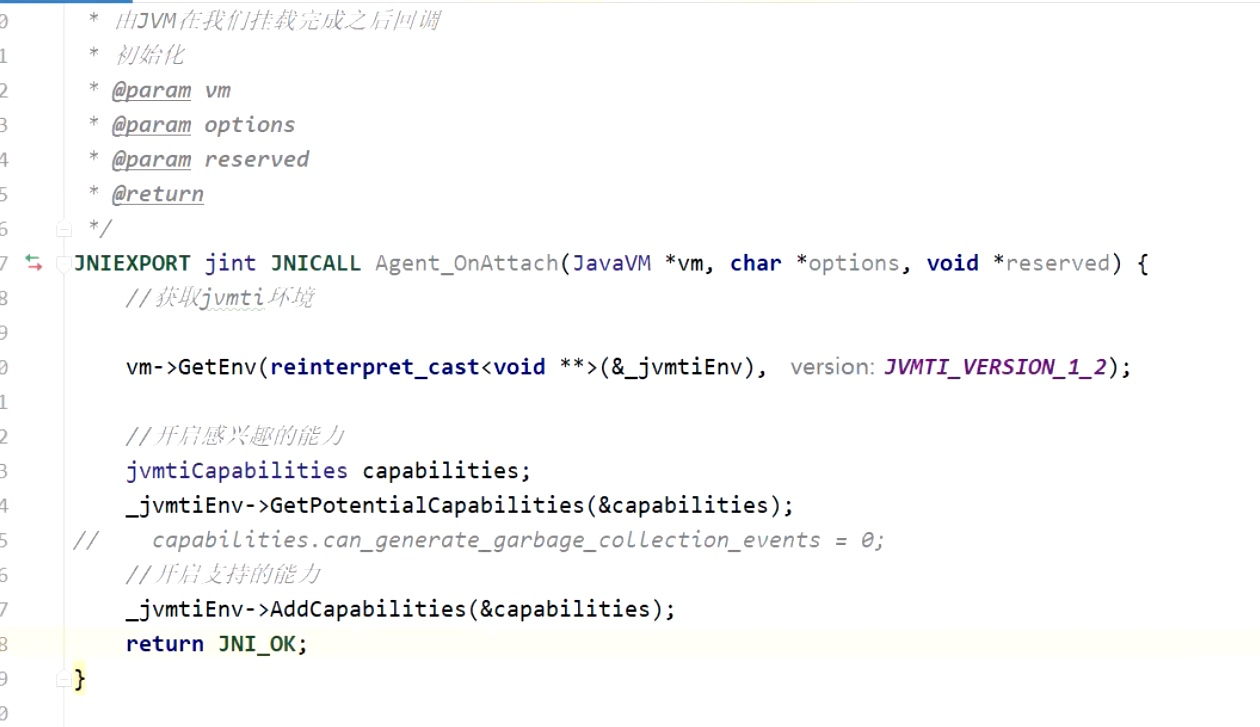 0 * 由JVM在我们挂载完成之后回调
1 * 初始化
2 * @param vm
3 * @param options
4 * @param reserved
5 * @return
6 */
7 JNIEXPORT jint JNICALL Agent_OnAttach(JavaVM *vm, char *options, void *reserved) {
8 //获取jvmti环境
9
0 vm->GetEnv(reinterpret_cast<void **>(&_jvmtiEnv), version: JVMTI_VERSION_1_2);
1
2 //开启感兴趣的能力
3 jvmtiCapabilities capabilities;
4 _jvmtiEnv->GetPotentialCapabilities(&capabilities);
5 // capabilities.can_generate_garbage_collection_events = 0;
6 //开启支持的能力
7 _jvmtiEnv->AddCapabilities(&capabilities);
8 return JNI_OK;
9 }
0